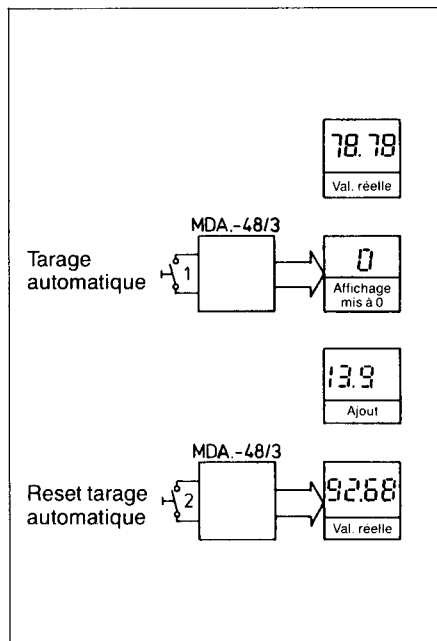 78.78
Val. réelle
MDA.-48/3
Tarage
automatique
1
0
Affichage
mis à 0
13.9
Ajout
MDA.-48/3
Reset tarage
automatique
2
92.68
Val. réelle